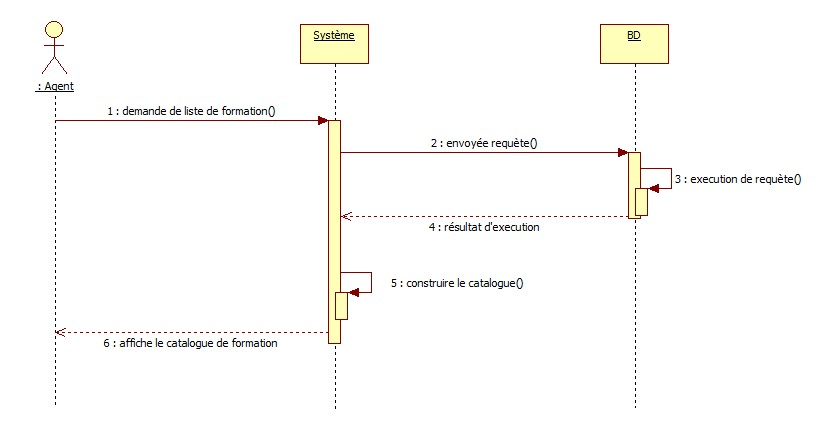 Système
BD
: Agent
1 : demande de liste de formation()
2 : envoyée requète()
3 : execution de requète()
4 : résultat d'execution
5 : construire le catalogue()
6 : affiche le catalogue de formation